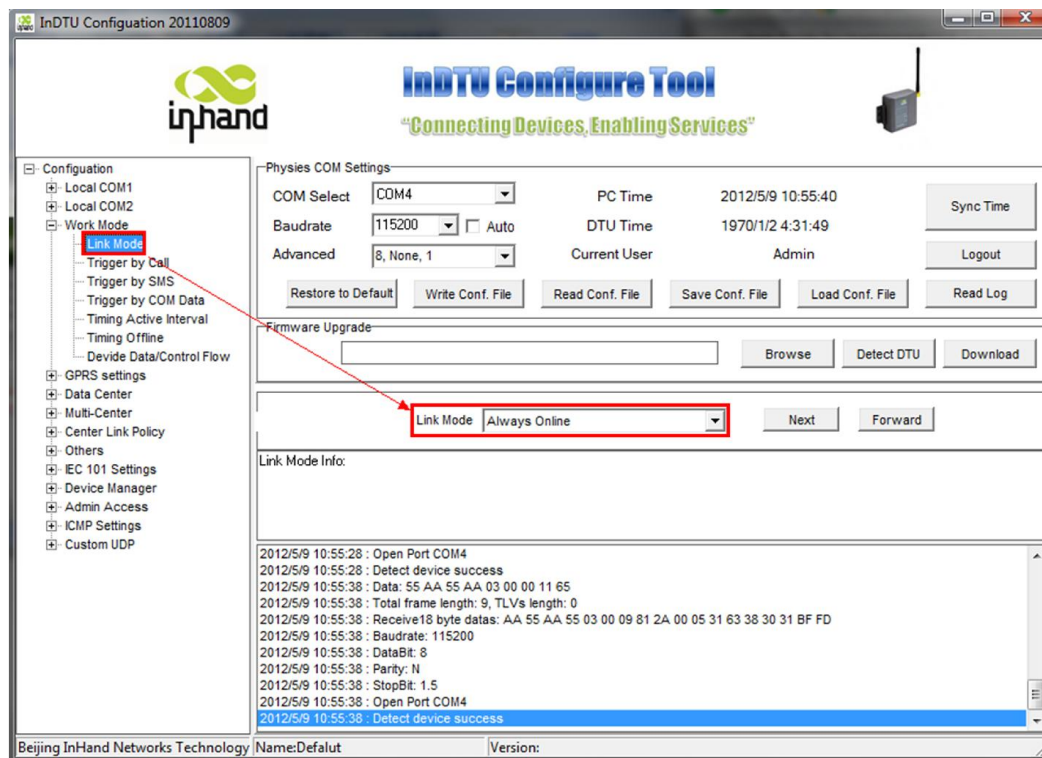 InDTU Configuation 20110809
inhand
InDTU Configure Tool
“Connecting Devices, Enabling Services”
Configuation
Local COM1
Local COM2
Work Mode
Link Mode
Trigger by Call
Trigger by SMS
Trigger by COM Data
Timing Active Interval
Timing Offline
Devide Data/Control Flow
GPRS settings
Data Center
Multi-Center
Center Link Policy
Others
IEC 101 Settings
Device Manager
Admin Access
ICMP Settings
Custom UDP
Physies COM Settings
COM Select COM4 PC Time 2012/5/9 10:55:40 Sync Time
Baudrate 115200 Auto DTU Time 1970/1/2 4:31:49
Advanced 8, None, 1 Current User Admin Logout
Restore to Default Write Conf. File Read Conf. File Save Conf. File Load Conf. File Read Log
Firmware Upgrade
Browse Detect DTU Download
Link Mode Always Online Next Forward
Link Mode Info:
2012/5/9 10:55:28 : Open Port COM4
2012/5/9 10:55:28 : Detect device success
2012/5/9 10:55:38 : Data: 55 AA 55 AA 03 00 00 11 65
2012/5/9 10:55:38 : Total frame length: 9, TLVs length: 0
2012/5/9 10:55:38 : Receive18 byte datas: AA 55 AA 55 03 00 09 81 2A 00 05 31 63 38 30 31 BF FD
2012/5/9 10:55:38 : Baudrate: 115200
2012/5/9 10:55:38 : DataBit: 8
2012/5/9 10:55:38 : Parity: N
2012/5/9 10:55:38 : StopBit: 1.5
2012/5/9 10:55:38 : Open Port COM4
2012/5/9 10:55:38 : Detect device success
Beijing InHand Networks Technology Name:Defalut Version: